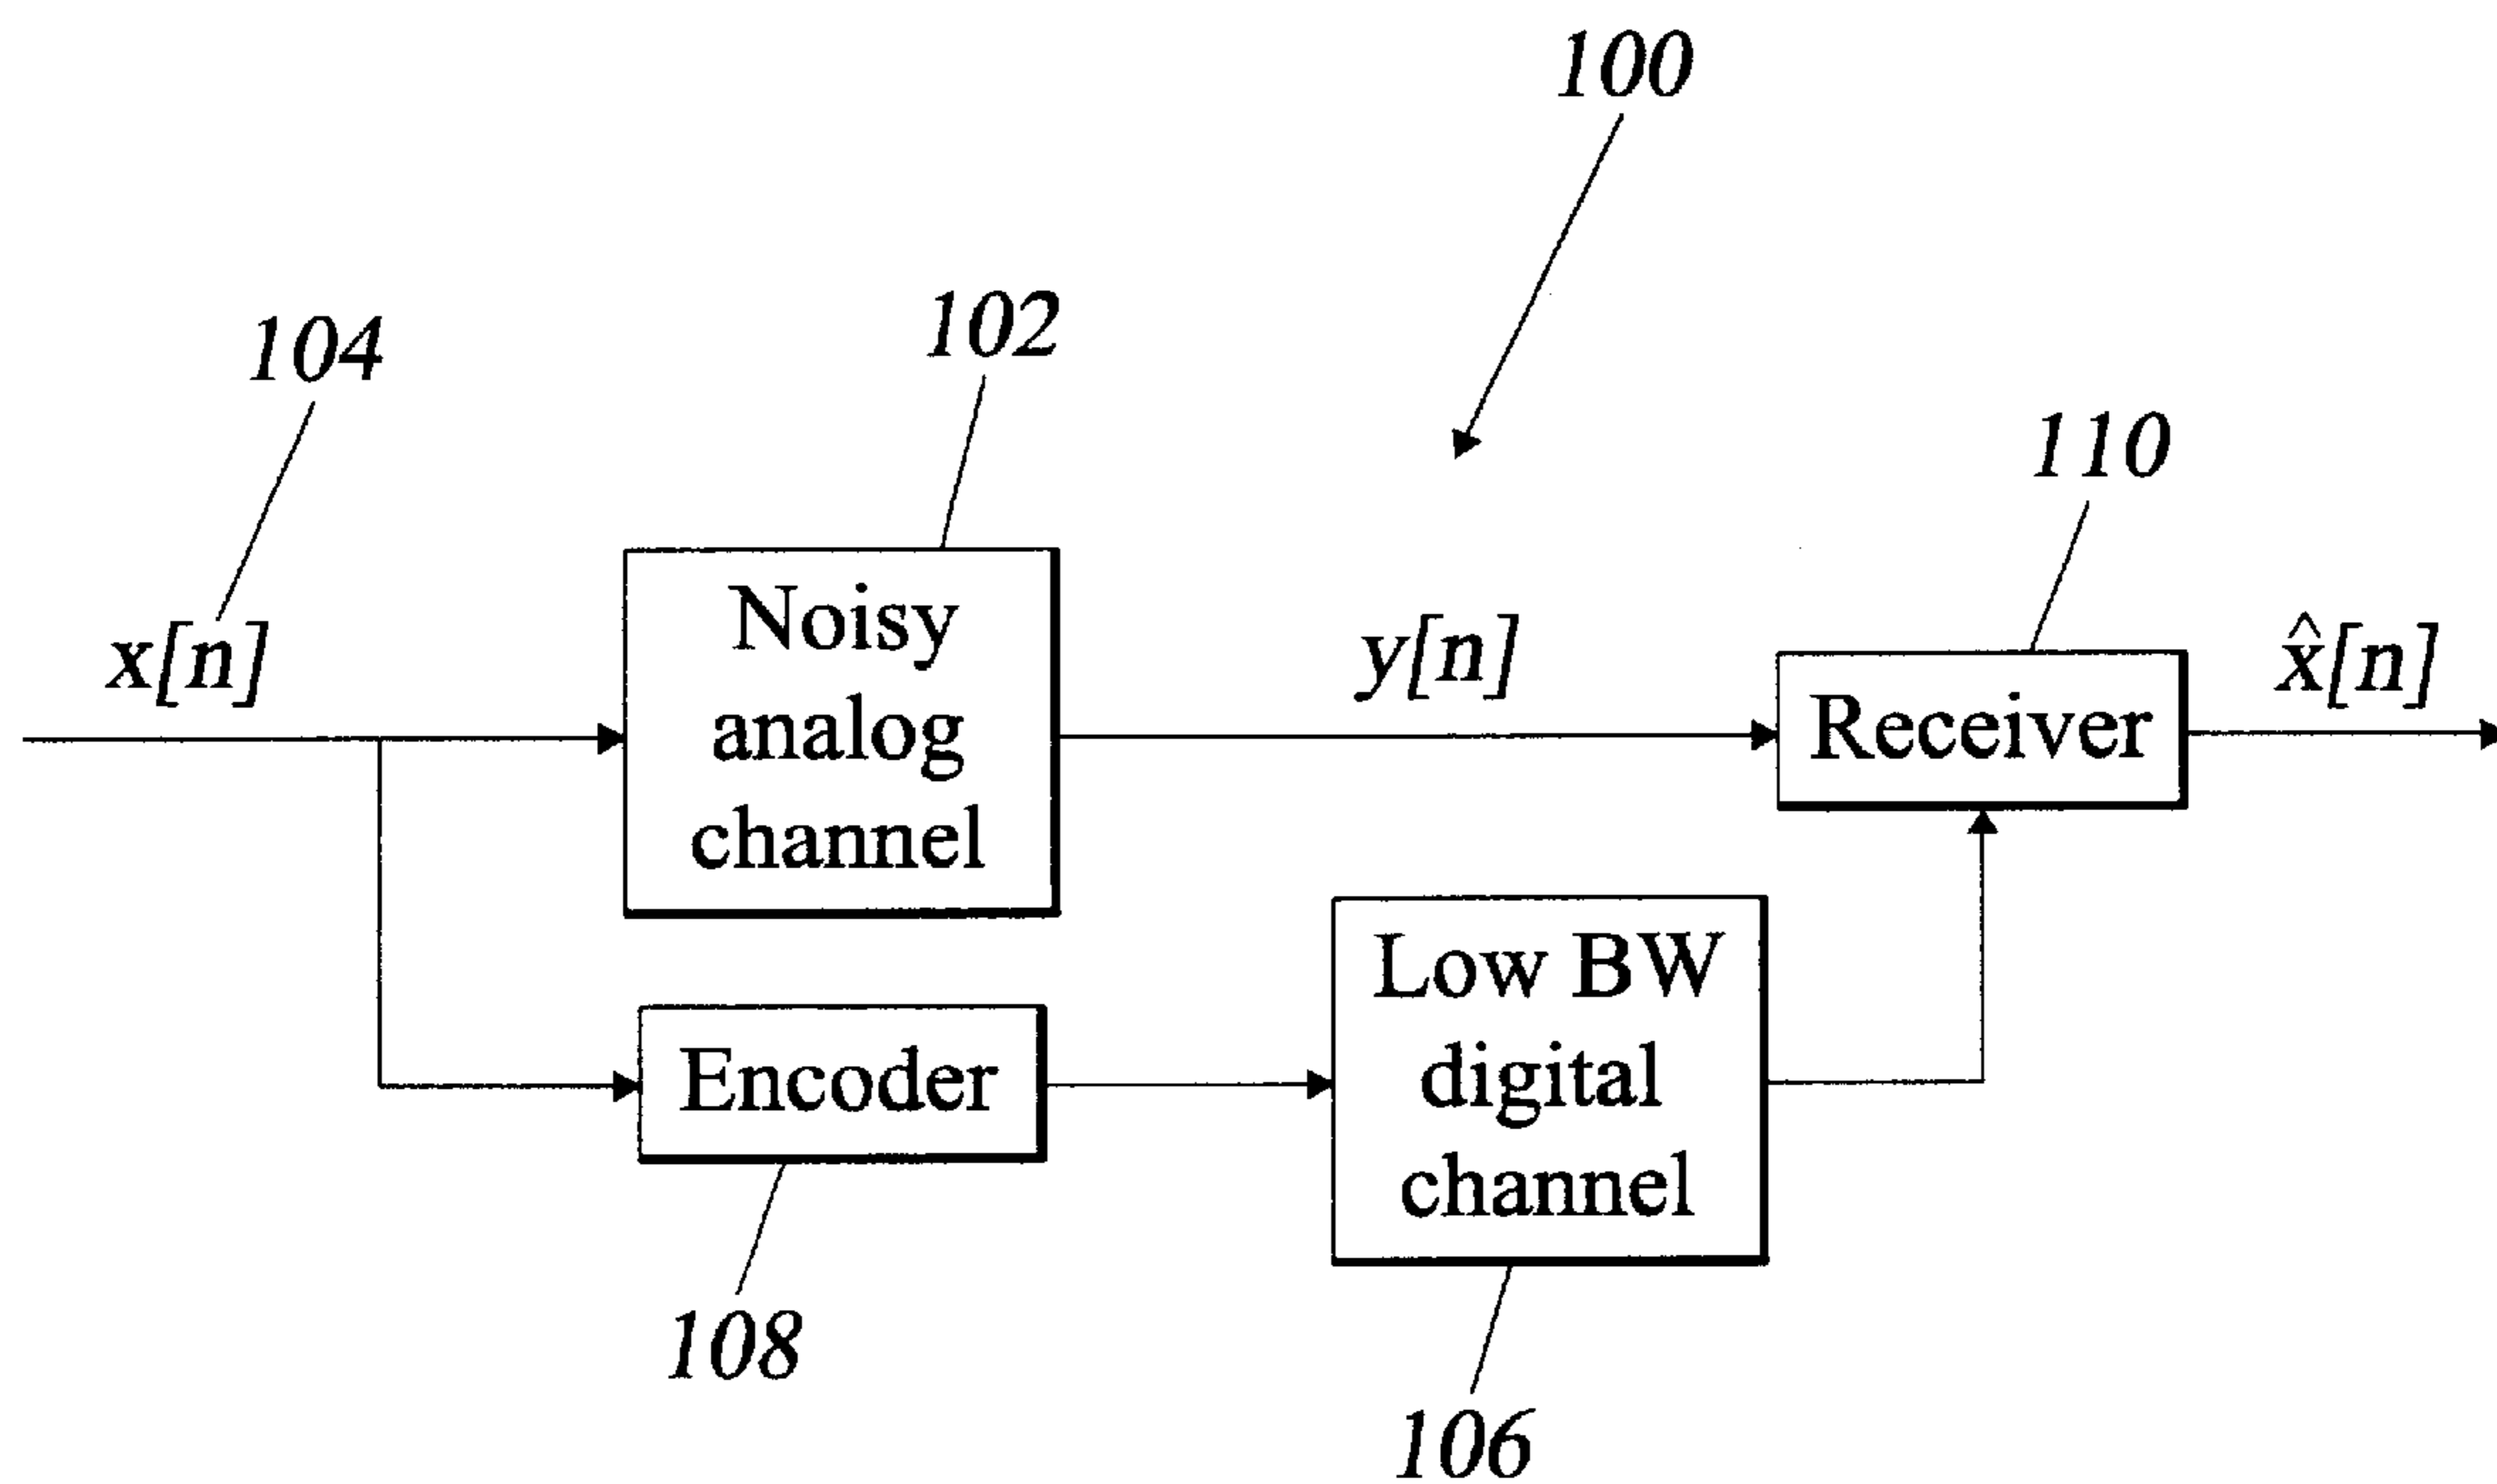 100
102
104
110
x[n]
Noisy
analog
channel
y[n]
Receiver
x̂[n]
Encoder
Low BW
digital
channel
108
106